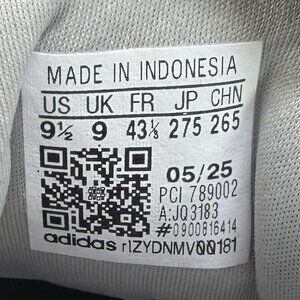 MADE IN INDONESIA
US UK FR JP CHN
9½ 9 43⅓ 275 265
05/25
PCI 789002
A:JQ3183
#0900816414
adidas r1ZYDNMV0Q181